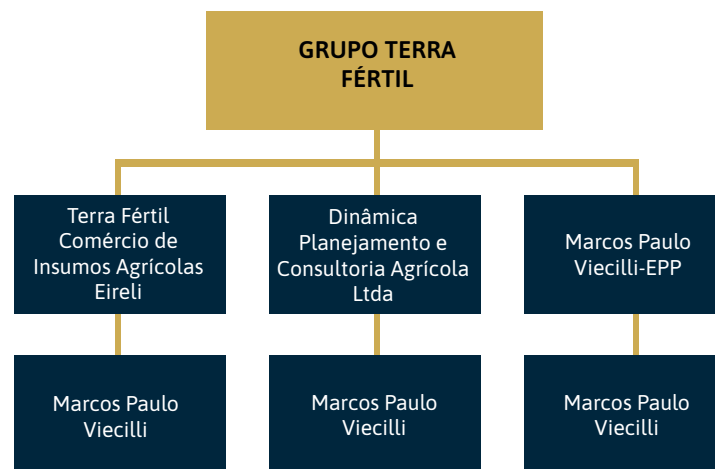 GRUPO TERRA
FÉRTIL
Terra Fértil
Comércio de
Insumos Agrícolas
Eireli
Dinâmica
Planejamento e
Consultoria Agrícola
Ltda
Marcos Paulo
Viecilli-EPP
Marcos Paulo
Viecilli
Marcos Paulo
Viecilli
Marcos Paulo
Viecilli